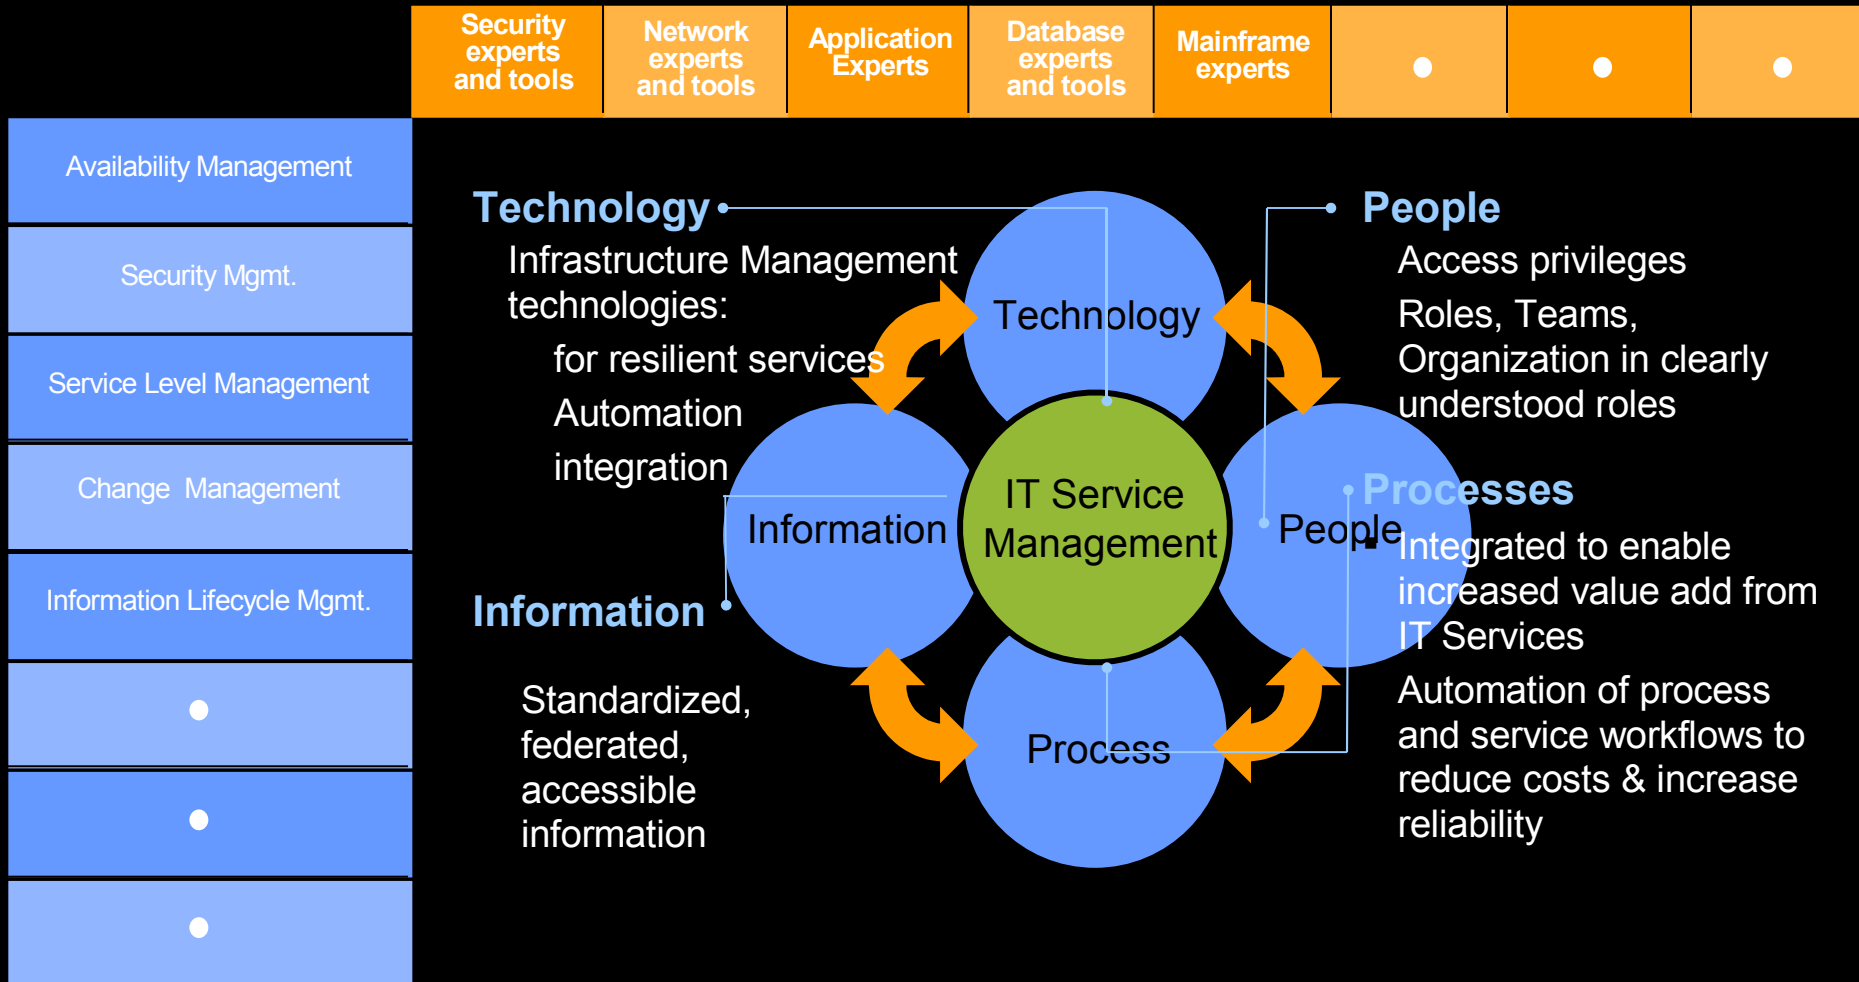 Security
experts
and tools
Network
experts
and tools
Application
Experts
Database
experts
and tools
Mainframe
experts
Availability Management
Security Mgmt.
Service Level Management
Change  Management
Information Lifecycle Mgmt.
Technology
Infrastructure Management
technologies:
for resilient services
Automation
integration
Information
Standardized,
federated,
accessible
information
Technology
Information
IT Service
Management
People
Process
People
Access privileges
Roles, Teams,
Organization in clearly
understood roles
Processes
Integrated to enable
increased value add from
IT Services
Automation of process
and service workflows to
reduce costs & increase
reliability